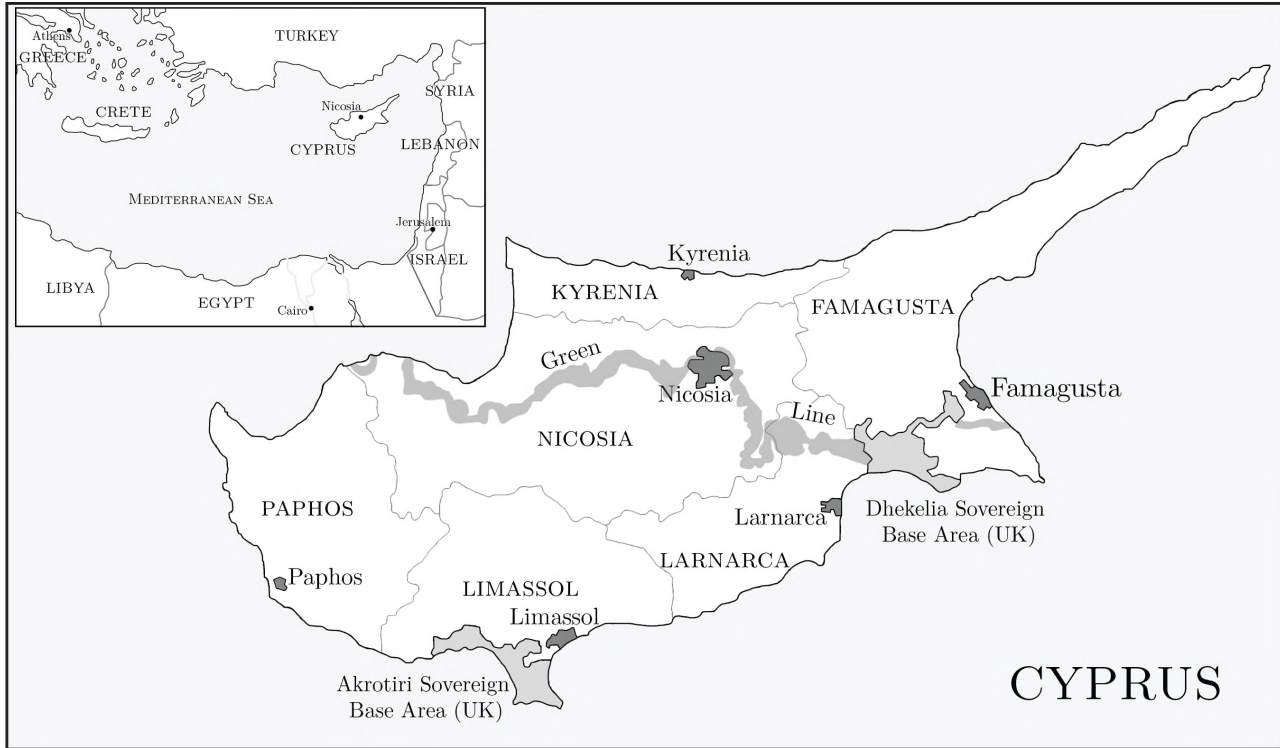 Athens
GREECE
TURKEY
CRETE
Nicosia
CYPRUS
SYRIA
LEBANON
MEDITERRANEAN SEA
Jerusalem
ISRAEL
LIBYA
EGYPT
Cairo
Kyrenia
KYRENIA
FAMAGUSTA
Green
Nicosia
Famagusta
Line
NICOSIA
PAPHOS
Larnarca
Dhekelia Sovereign
Base Area (UK)
LARNARCA
Paphos
LIMASSOL
Limassol
Akrotiri Sovereign
Base Area (UK)
CYPRUS